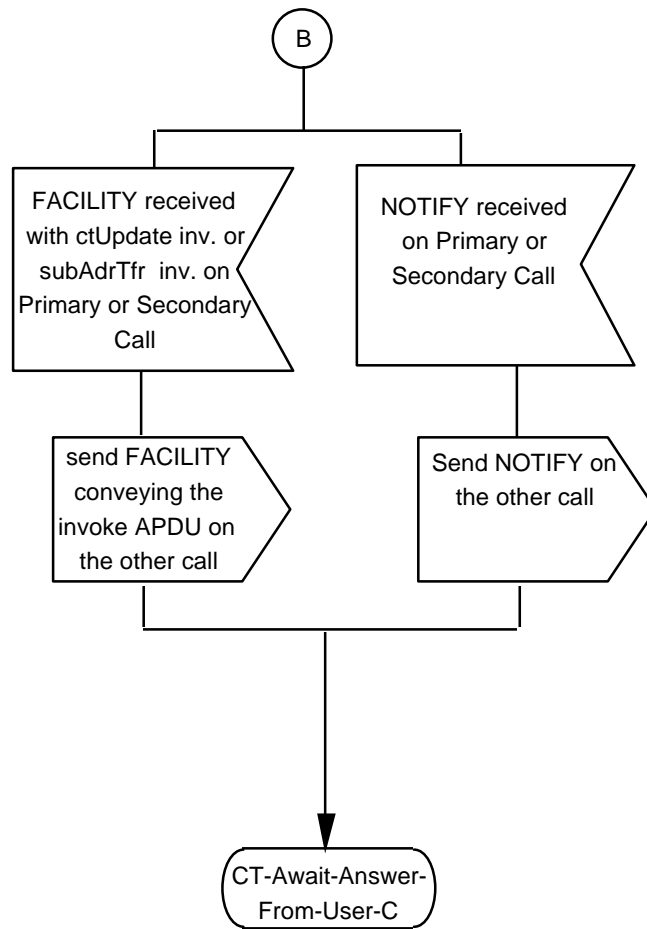 B
FACILITY received
with ctUpdate inv. or
subAdrTfr inv. on
Primary or Secondary
Call
NOTIFY received
on Primary or
Secondary Call
send FACILITY
conveying the
invoke APDU on
the other call
Send NOTIFY on
the other call
CT-Await-Answer-
From-User-C